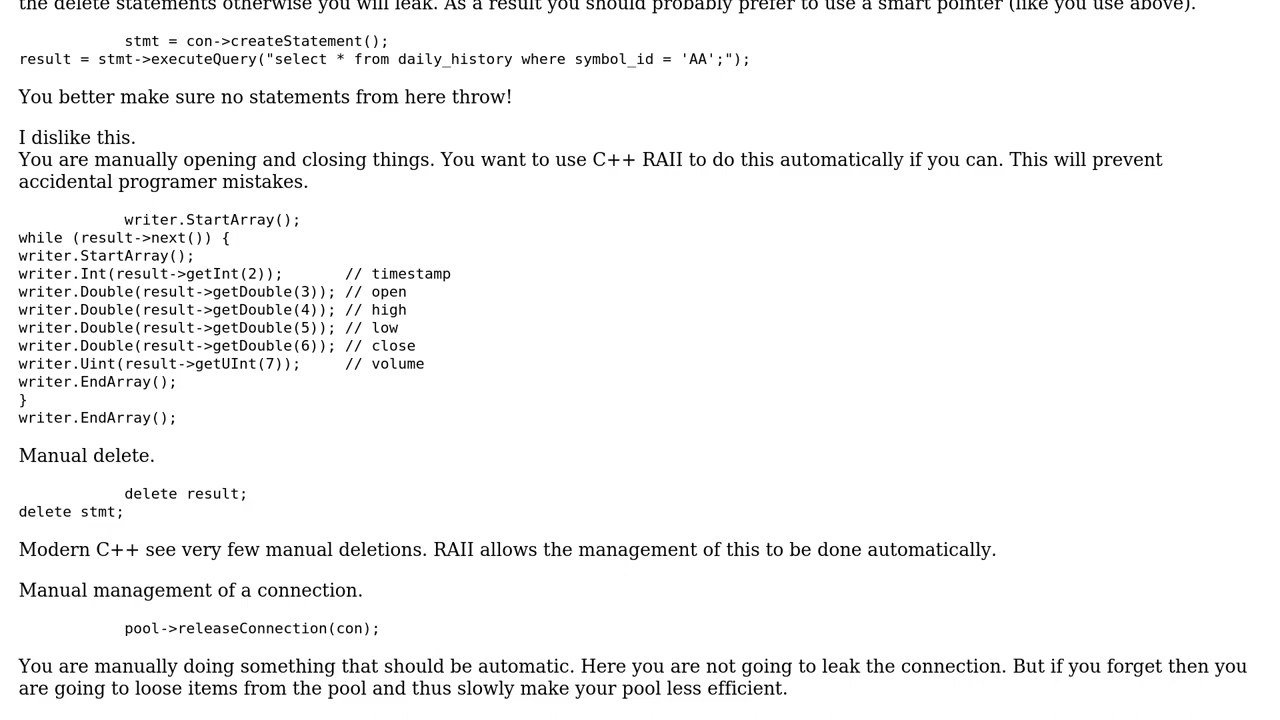 the delete statements otherwise you will leak. As a result you should probably prefer to use a smart pointer (like you use above).
stmt = con->createStatement();
result = stmt->executeQuery("select * from daily_history where symbol_id = 'AA';");
You better make sure no statements from here throw!
I dislike this.
You are manually opening and closing things. You want to use C++ RAII to do this automatically if you can. This will prevent
accidental programer mistakes.
writer.StartArray();
while (result->next()) {
writer.StartArray();
writer.Int(result->getInt(2));       // timestamp
writer.Double(result->getDouble(3)); // open
writer.Double(result->getDouble(4)); // high
writer.Double(result->getDouble(5)); // low
writer.Double(result->getDouble(6)); // close
writer.Uint(result->getUInt(7));     // volume
writer.EndArray();
}
writer.EndArray();
Manual delete.
delete result;
delete stmt;
Modern C++ see very few manual deletions. RAII allows the management of this to be done automatically.
Manual management of a connection.
pool->releaseConnection(con);
You are manually doing something that should be automatic. Here you are not going to leak the connection. But if you forget then you
are going to loose items from the pool and thus slowly make your pool less efficient.